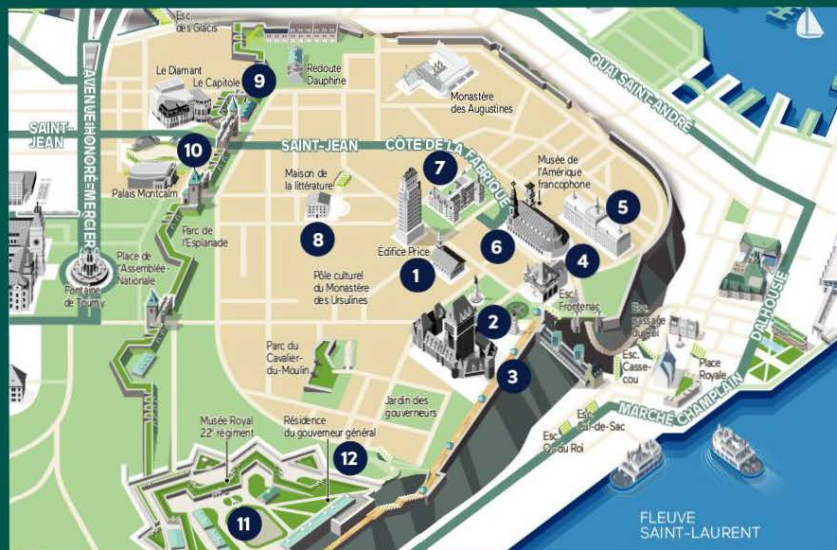 Esc.
des Glacis
Le Diamant
Le Capitole
9
Redoute
Dauphine
Monastère
des Augustines
QUAI SAINT-ANDRÉ
AVENUE HONORÉ-MERCIER
SAINT-
JEAN
10
SAINT-JEAN
CÔTE DE LA FABRIQUE
7
Musée de
l'Amérique
francophone
5
Palais Montcalm
Maison de
la littérature
8
Parc de
l'Esplanade
Édifice Price
1
6
4
Place de
l'Assemblée-
Nationale
Fontaine
de Tourny
Pôle culturel
du Monastère
des Ursulines
2
Esc.
Frontenac
Esc.
DALHOUSIE
Parc du
Cavalier-
du-Moulin
3
Esc.
Casse-
cou
Place
Royale
Jardin des
gouverneurs
MARCHÉ CHAMPLAIN
Esc.
Cul-de-Sac
Esc.
du Roi
Musée Royal
22e régiment
Résidence
du gouverneur général
12
11
FLEUVE
SAINT-LAURENT